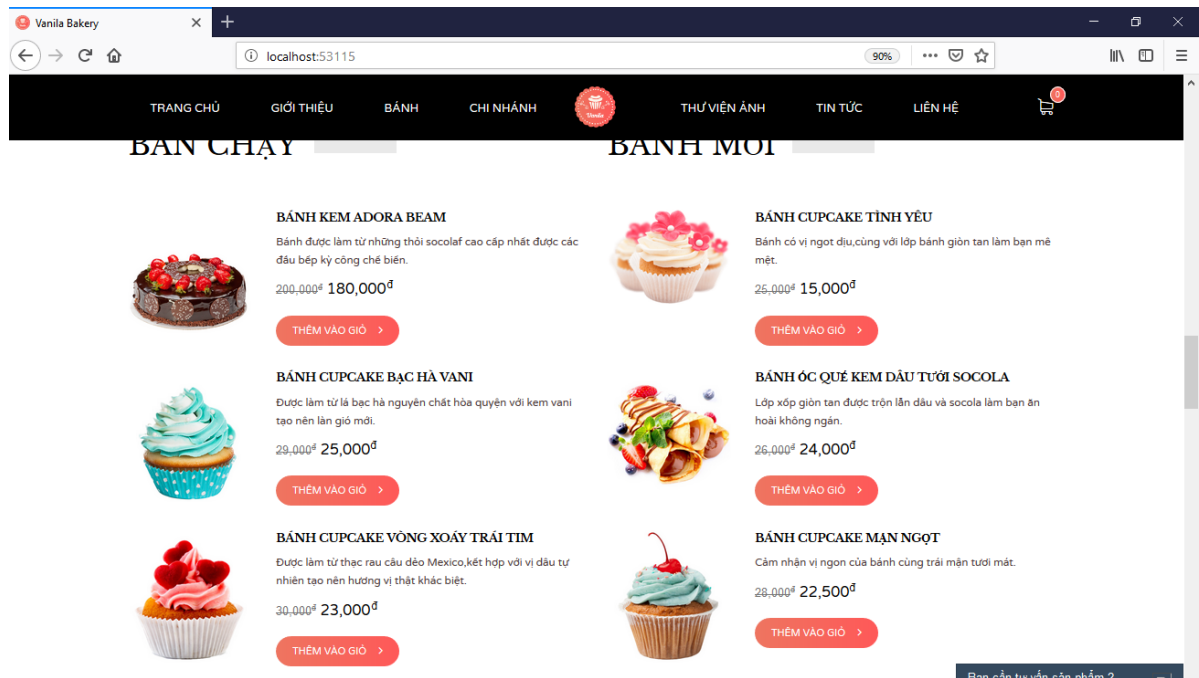 Vanila Bakery
localhost:53115
90%
TRANG CHỦ
GIỚI THIỆU
BÁNH
CHI NHÁNH
Vanila
THƯ VIỆN ẢNH
TIN TỨC
LIÊN HỆ
0
BÁN CHẠY
BÁNH KEM ADORA BEAM
Bánh được làm từ những thỏi socolaf cao cấp nhất được các
đầu bếp kỳ công chế biến.
200,000đ 180,000đ
THÊM VÀO GIỎ
BÁNH CUPCAKE BẠC HÀ VANI
Được làm từ lá bạc hà nguyên chất hòa quyện với kem vani
tạo nên làn gió mới.
29,000đ 25,000đ
THÊM VÀO GIỎ
BÁNH CUPCAKE VÒNG XOÁY TRÁI TIM
Được làm từ thạc rau câu dẻo Mexico,kết hợp với vị dâu tự
nhiên tạo nên hương vị thật khác biệt.
30,000đ 23,000đ
THÊM VÀO GIỎ
BÁNH MỚI
BÁNH CUPCAKE TÌNH YÊU
Bánh có vị ngọt dịu,cùng với lớp bánh giòn tan làm bạn mê
mệt.
25,000đ 15,000đ
THÊM VÀO GIỎ
BÁNH ỐC QUẾ KEM DÂU TƯƠI SOCOLA
Lớp xốp giòn tan được trộn lẫn dâu và socola làm bạn ăn
hoài không ngán.
26,000đ 24,000đ
THÊM VÀO GIỎ
BÁNH CUPCAKE MẬN NGỌT
Cảm nhận vị ngon của bánh cùng trái mận tươi mát.
28,000đ 22,500đ
THÊM VÀO GIỎ
Bạn cần tư vấn sản phẩm ?